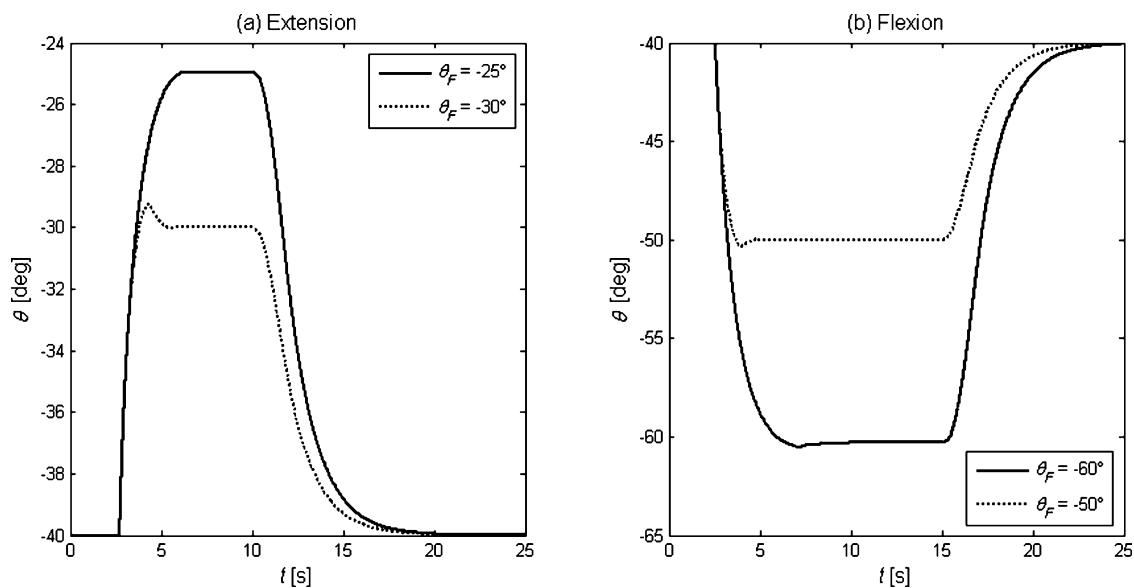 (a) Extension
-24
-26
-28
-30
-32
-34
-36
-38
-40
θ [deg]
0 5 10 15 20 25
t [s]
θF = -25°
θF = -30°
(b) Flexion
-40
-45
-50
-55
-60
-65
θ [deg]
0 5 10 15 20 25
t [s]
θF = -60°
θF = -50°